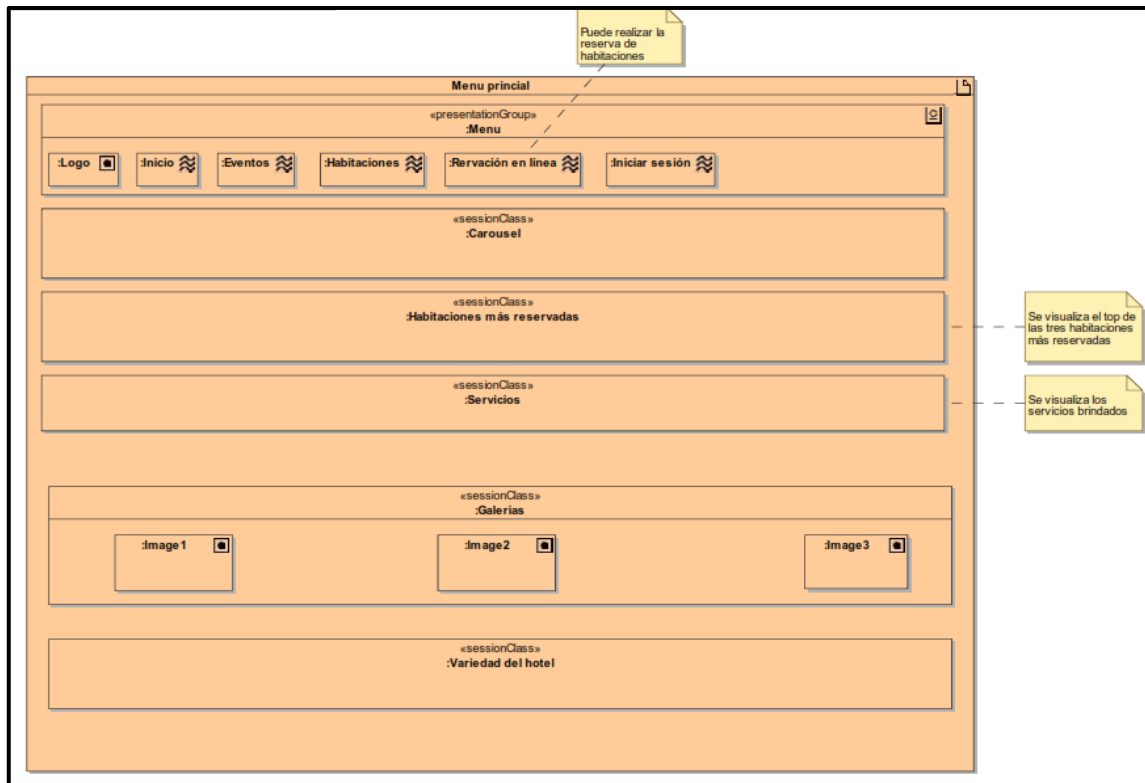 Puede realizar la
reserva de
habitaciones
Menu princial
«presentationGroup»
:Menu
:Logo
:Inicio
:Eventos
:Habitaciones
:Rervación en línea
:Iniciar sesión
«sessionClass»
:Carousel
«sessionClass»
:Habitaciones más reservadas
Se visualiza el top de
las tres habitaciones
más reservadas
«sessionClass»
:Servicios
Se visualiza los
servicios brindados
«sessionClass»
:Galerias
:Image1
:Image2
:Image3
«sessionClass»
:Variedad del hotel